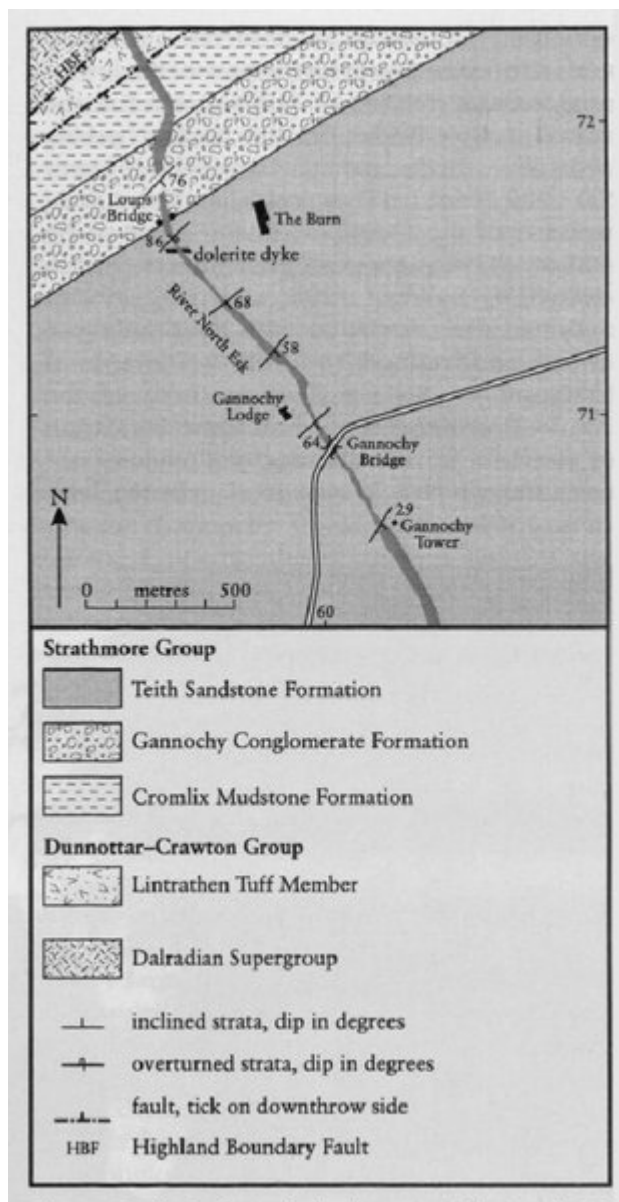 HBF
72
76
Loups
Bridge
The Burn
86
dolerite dyke
River North Esk
68
58
Gannochy
Lodge
71
64
Gannochy
Bridge
N
29
Gannochy
Tower
0 metres 500
60
Strathmore Group
Teith Sandstone Formation
Gannochy Conglomerate Formation
Cromlix Mudstone Formation
Dunnottar–Crawton Group
Lintrathen Tuff Member
Dalradian Supergroup
inclined strata, dip in degrees
overturned strata, dip in degrees
fault, tick on downthrow side
HBF Highland Boundary Fault